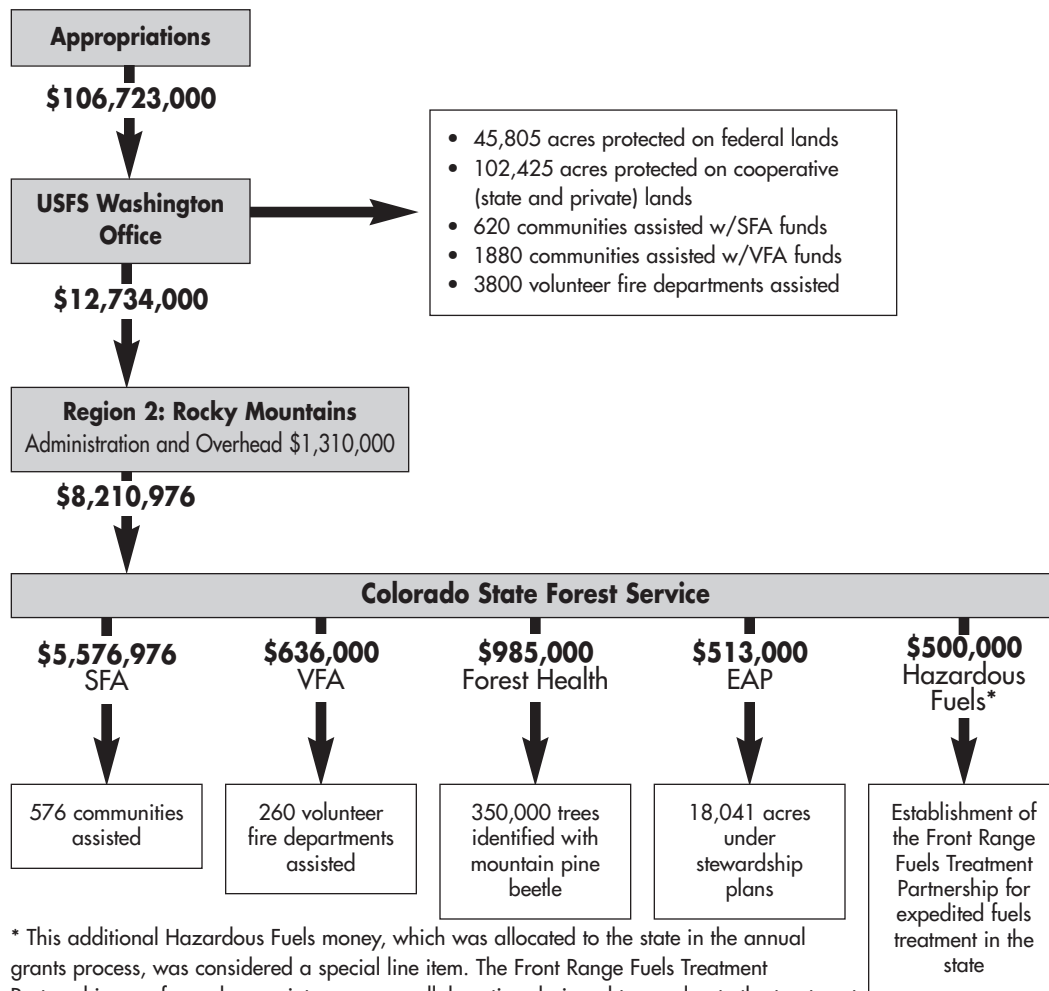 Appropriations
$106,723,000
USFS Washington
Office
• 45,805 acres protected on federal lands
• 102,425 acres protected on cooperative
(state and private) lands
• 620 communities assisted w/SFA funds
• 1880 communities assisted w/VFA funds
• 3800 volunteer fire departments assisted
$12,734,000
Region 2: Rocky Mountains
Administration and Overhead $1,310,000
$8,210,976
Colorado State Forest Service
$5,576,976
SFA
576 communities
assisted
$636,000
VFA
260 volunteer
fire departments
assisted
$985,000
Forest Health
350,000 trees
identified with
mountain pine
beetle
$513,000
EAP
18,041 acres
under
stewardship
plans
$500,000
Hazardous
Fuels*
Establishment of
the Front Range
Fuels Treatment
Partnership for
expedited fuels
treatment in the
state
* This additional Hazardous Fuels money, which was allocated to the state in the annual
grants process, was considered a special line item. The Front Range Fuels Treatment